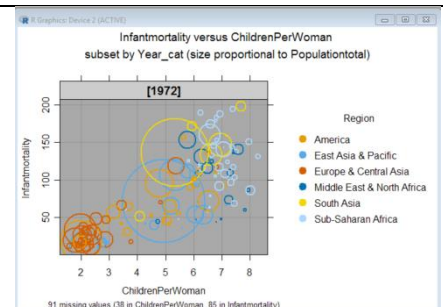 R Graphics: Device 2 (ACTIVE)
Infantmortality versus ChildrenPerWoman
subset by Year_cat (size proportional to Populationtotal)
[1972]
200
150
100
50
Infantmortality
2 3 4 5 6 7 8
ChildrenPerWoman
Region
America
East Asia & Pacific
Europe & Central Asia
Middle East & North Africa
South Asia
Sub-Saharan Africa
91 missing values (38 in ChildrenPerWoman, 85 in Infantmortality)